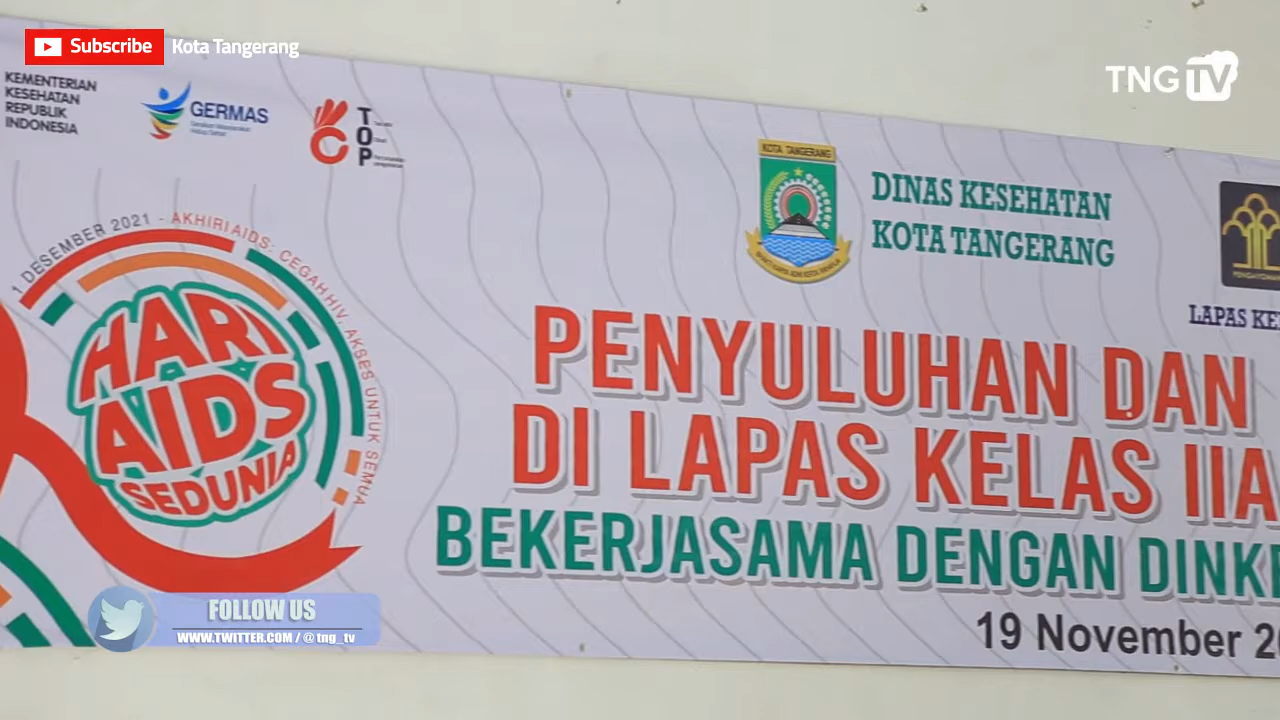 Subscribe Kota Tangerang
TNG TV
KEMENTERIAN
KESEHATAN
REPUBLIK
INDONESIA
GERMAS
TOP
KOTA TANGERANG
DINAS KESEHATAN
KOTA TANGERANG
LAPAS
1 DESEMBER 2021 - AKHIRI AIDS: CEGAH HIV, AKSES UNTUK SEMUA
HARI
AIDS
SEDUNIA
PENYULUHAN DAN
DI LAPAS KELAS IIA
BEKERJASAMA DENGAN
19 November
FOLLOW US
WWW.TWITTER.COM / @tng_tv